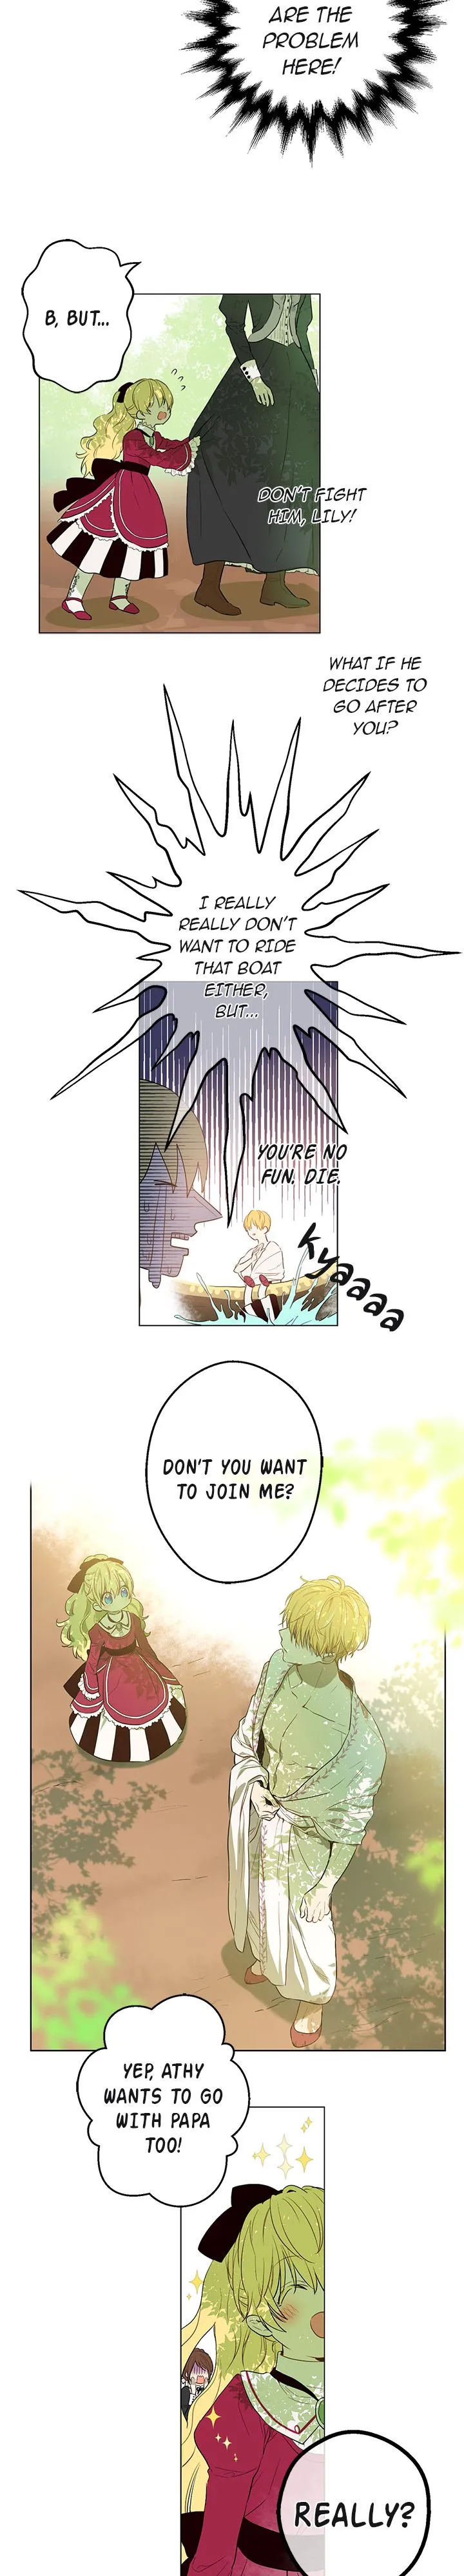 ARE THE
PROBLEM
HERE!
B, BUT...
DON'T FIGHT
HIM, LILY!
WHAT IF HE
DECIDES TO
GO AFTER
YOU?
I REALLY
REALLY DON'T
WANT TO RIDE
THAT BOAT
EITHER,
BUT...
YOU'RE NO
FUN. DIE.
kyaaaa
DON'T YOU WANT
TO JOIN ME?
YEP, ATHY
WANTS TO GO
WITH PAPA
TOO!
REALLY?